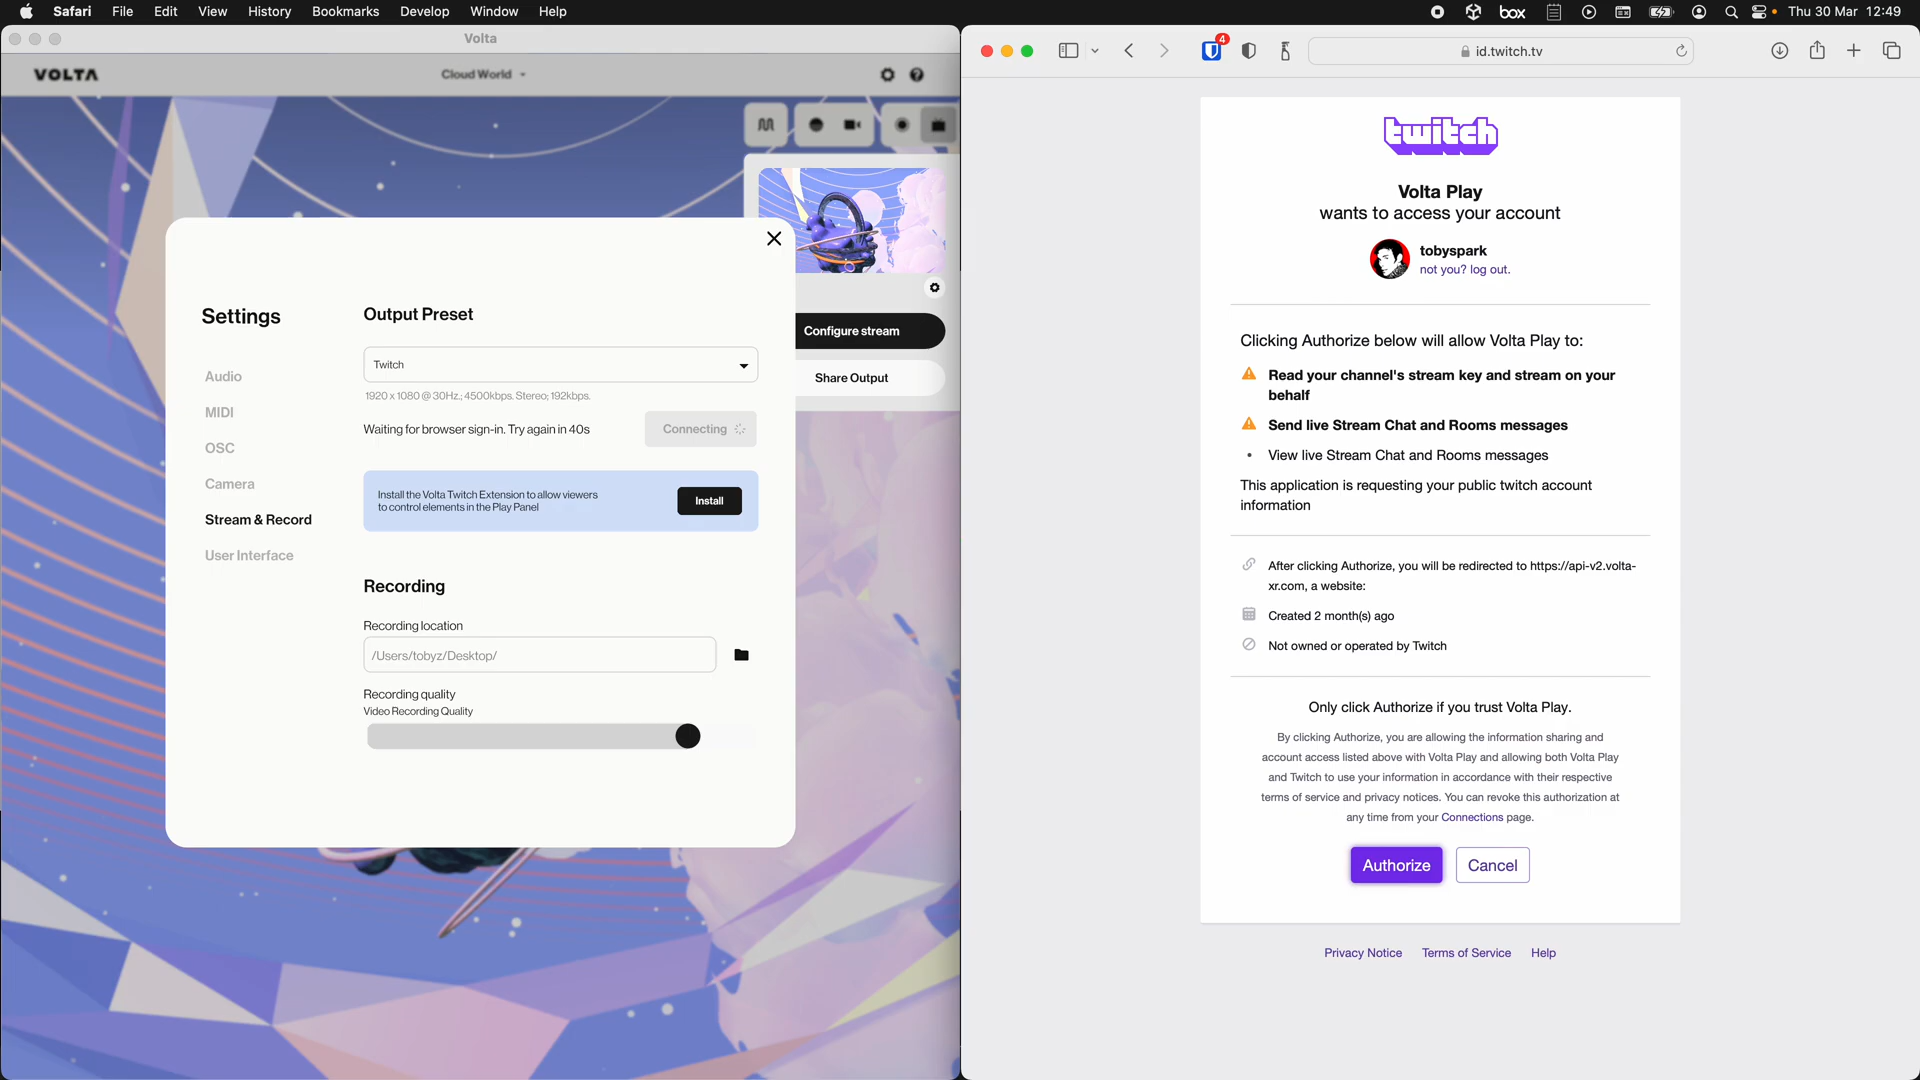 Safari File Edit View History Bookmarks Develop Window Help
box
Thu 30 Mar 12:49
Volta
VOLTA
Cloud World
Settings
Audio
MIDI
OSC
Camera
Stream & Record
User Interface
Output Preset
Twitch
1920 x 1080 @ 30Hz.; 4500kbps. Stereo; 192kbps.
Waiting for browser sign-in. Try again in 40s
Connecting
Install the Volta Twitch Extension to allow viewers
to control elements in the Play Panel
Install
Recording
Recording location
/Users/tobyz/Desktop/
Recording quality
Video Recording Quality
Configure stream
Share Output
4
id.twitch.tv
twitch
Volta Play
wants to access your account
tobyspark
not you? log out.
Clicking Authorize below will allow Volta Play to:
Read your channel's stream key and stream on your
behalf
Send live Stream Chat and Rooms messages
• View live Stream Chat and Rooms messages
This application is requesting your public twitch account
information
After clicking Authorize, you will be redirected to https://api-v2.volta-
xr.com, a website:
Created 2 month(s) ago
Not owned or operated by Twitch
Only click Authorize if you trust Volta Play.
By clicking Authorize, you are allowing the information sharing and
account access listed above with Volta Play and allowing both Volta Play
and Twitch to use your information in accordance with their respective
terms of service and privacy notices. You can revoke this authorization at
any time from your Connections page.
Authorize
Cancel
Privacy Notice Terms of Service Help